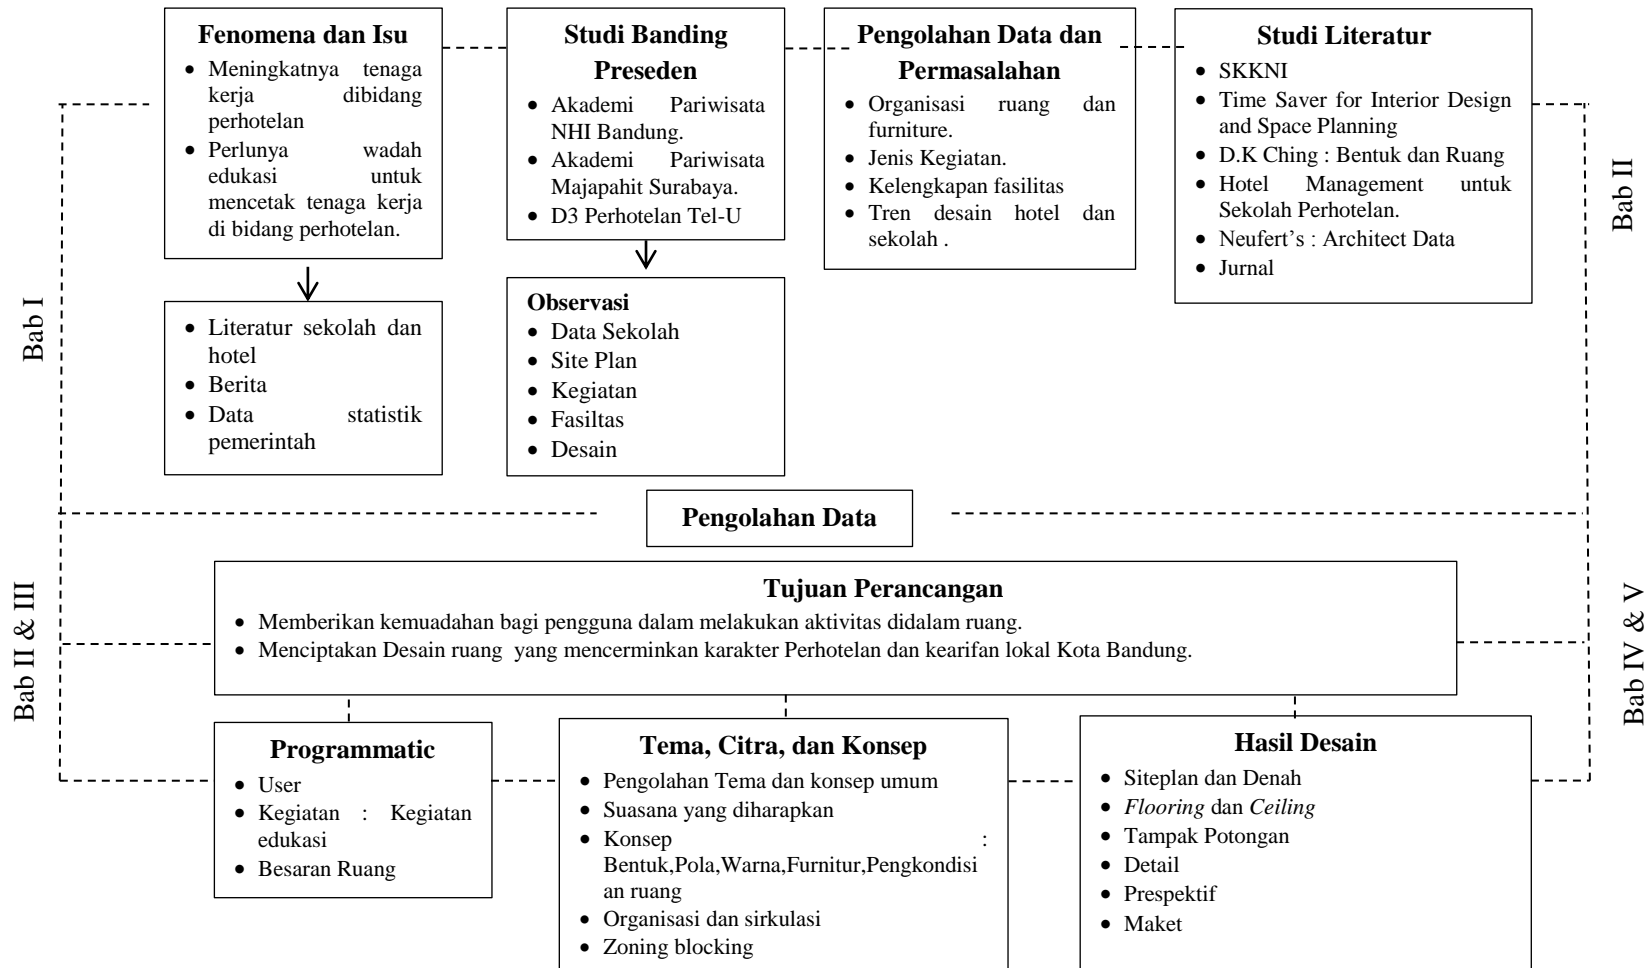 Fenomena dan Isu
• Meningkatnya tenaga
kerja dibidang
perhotelan
• Perlunya wadah
edukasi untuk
mencetak tenaga kerja
di bidang perhotelan.
Studi Banding
Preseden
• Akademi Pariwisata
NHI Bandung.
• Akademi Pariwisata
Majapahit Surabaya.
• D3 Perhotelan Tel-U
Pengolahan Data dan
Permasalahan
• Organisasi ruang dan
furniture.
• Jenis Kegiatan.
• Kelengkapan fasilitas
• Tren desain hotel dan
sekolah .
Studi Literatur
• SKKNI
• Time Saver for Interior Design
and Space Planning
• D.K Ching : Bentuk dan Ruang
• Hotel Management untuk
Sekolah Perhotelan.
• Neufert’s : Architect Data
• Jurnal
Bab I
Bab II
• Literatur sekolah dan
hotel
• Berita
• Data statistik
pemerintah
Observasi
• Data Sekolah
• Site Plan
• Kegiatan
• Fasiltas
• Desain
Pengolahan Data
Bab II & III
Bab IV & V
Tujuan Perancangan
• Memberikan kemuadahan bagi pengguna dalam melakukan aktivitas didalam ruang.
• Menciptakan Desain ruang yang mencerminkan karakter Perhotelan dan kearifan lokal Kota Bandung.
Programmatic
• User
• Kegiatan : Kegiatan
edukasi
• Besaran Ruang
Tema, Citra, dan Konsep
• Pengolahan Tema dan konsep umum
• Suasana yang diharapkan
• Konsep :
Bentuk,Pola,Warna,Furnitur,Pengkondisi
an ruang
• Organisasi dan sirkulasi
• Zoning blocking
Hasil Desain
• Siteplan dan Denah
• Flooring dan Ceiling
• Tampak Potongan
• Detail
• Prespektif
• Maket